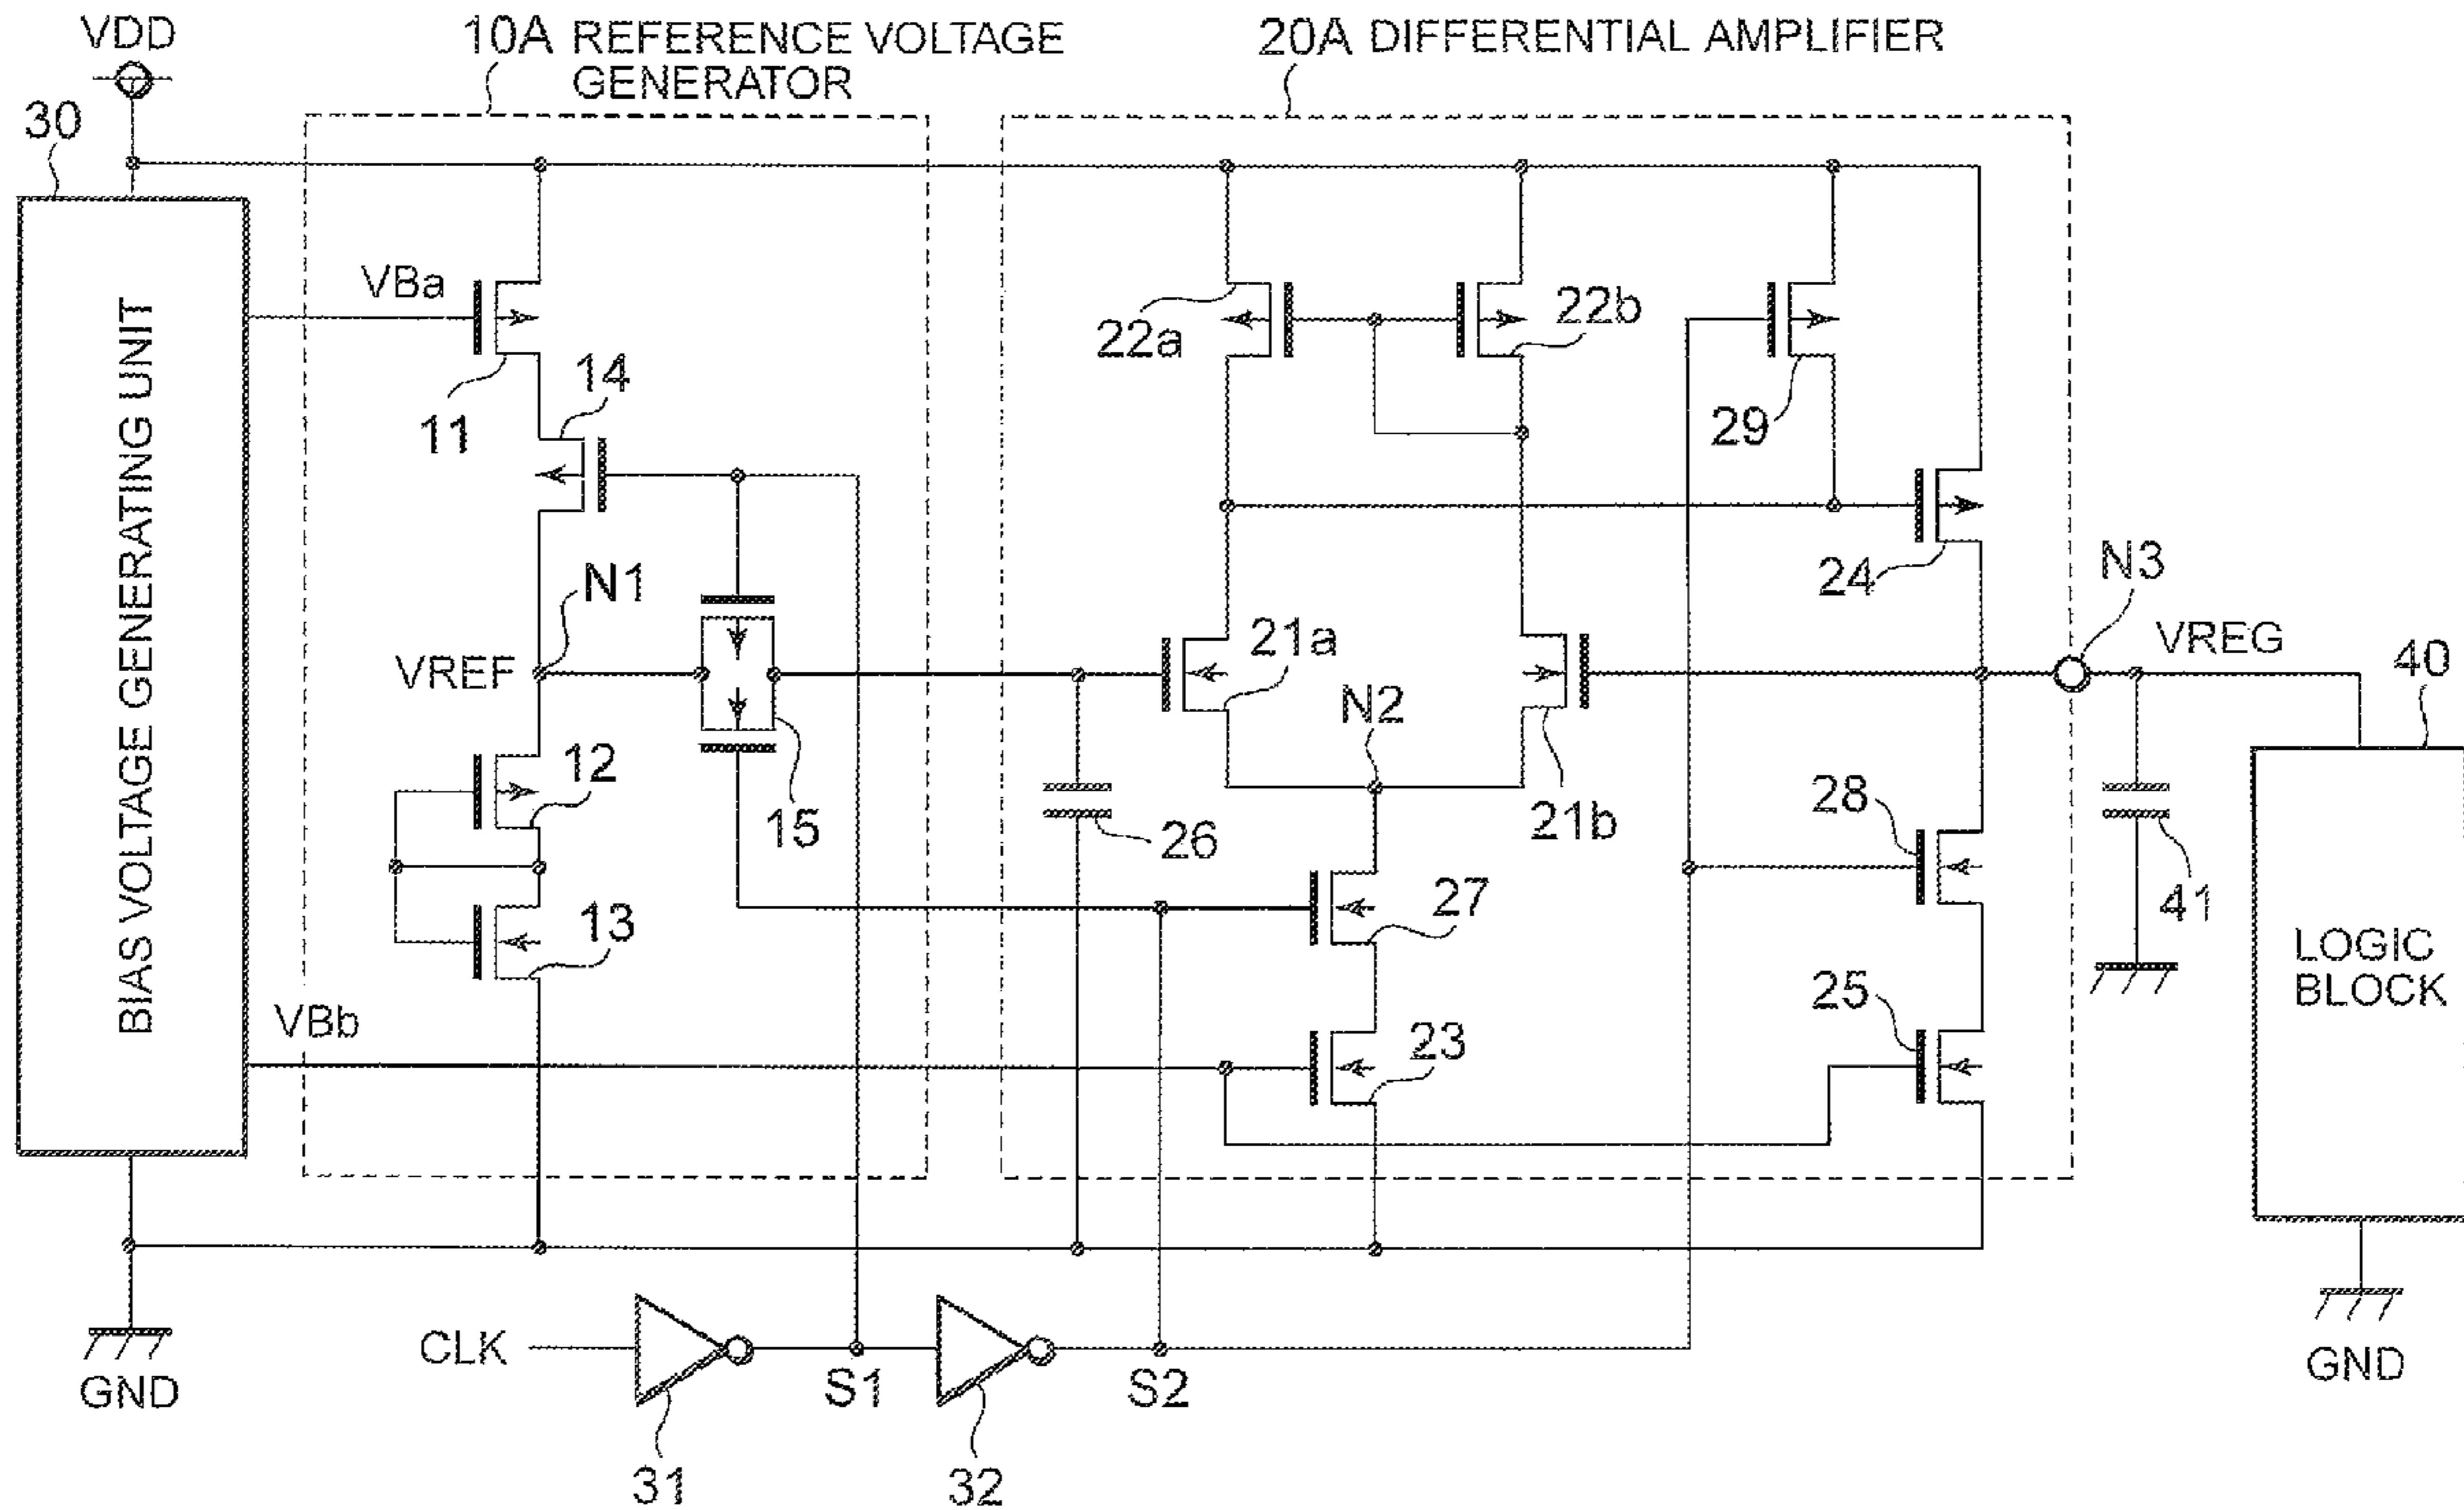 VDD
10A REFERENCE VOLTAGE
GENERATOR
20A DIFFERENTIAL AMPLIFIER
30
BIAS VOLTAGE GENERATING UNIT
VBa
11
14
22a
22b
29
24
N1
VREF
15
21a
N2
21b
N3
VREG
40
12
13
26
27
28
41
LOGIC
BLOCK
VBb
23
25
GND
CLK
S1
S2
GND
31
32